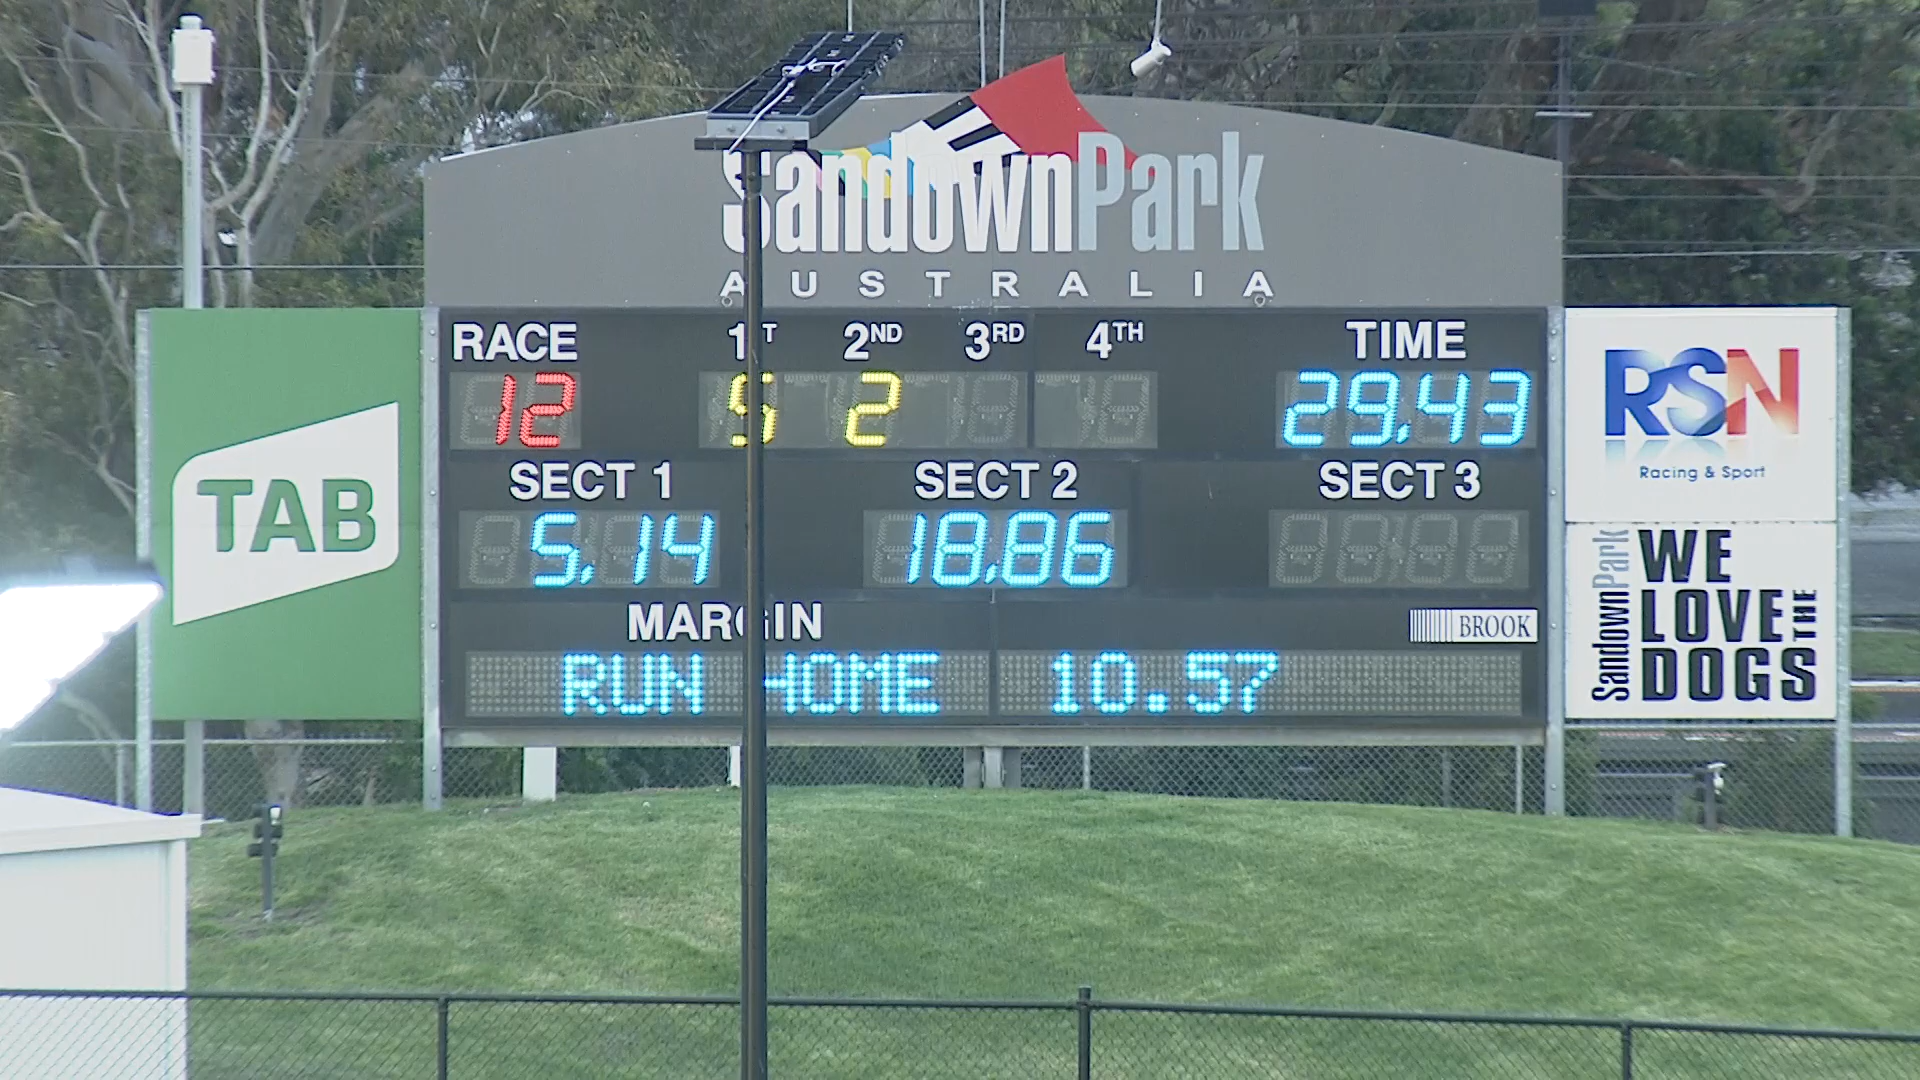 SandownPark
AUSTRALIA
RACE 1ST 2ND 3RD 4TH TIME
12 5 2 29.43
SECT 1 SECT 2 SECT 3
5.14 18.86
MARGIN
BROOK
RUN HOME 10.57
TAB
RSN
Racing & Sport
SandownPark
WE
LOVE THE
DOGS